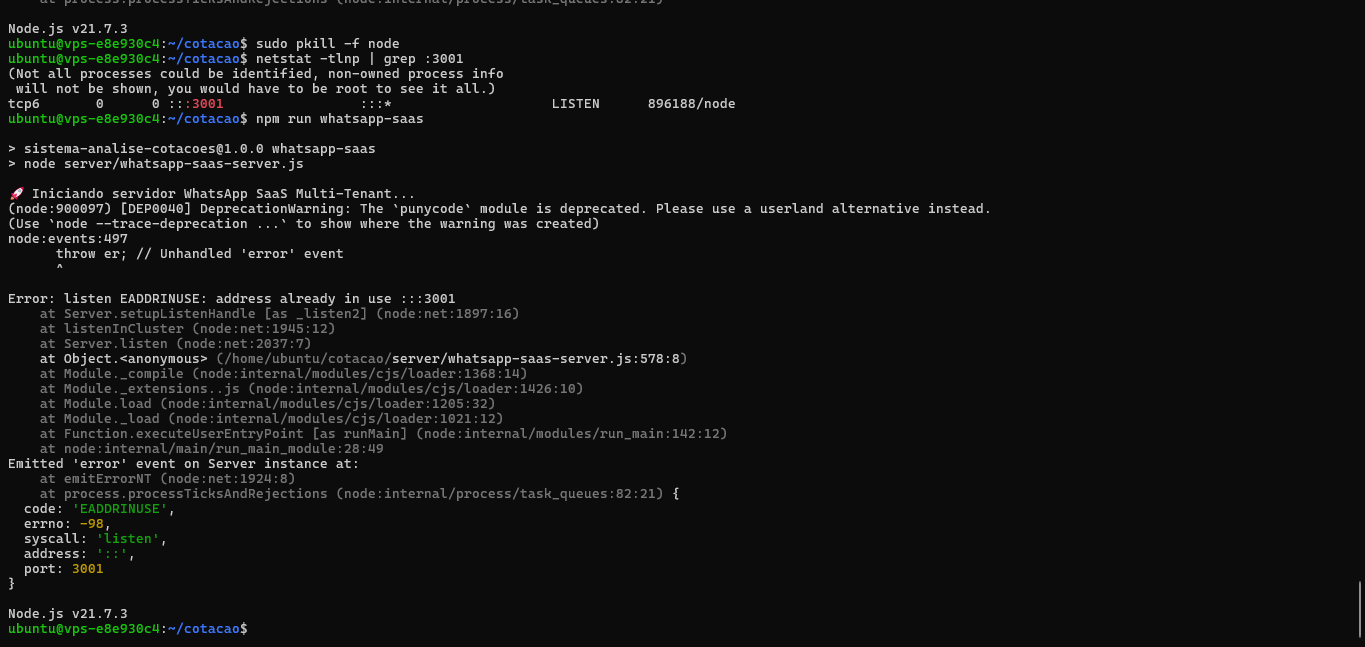 at process.processTicksAndRejections (node:internal/process/task_queues:82:21)
Node.js v21.7.3
ubuntu@vps-e8e930c4:~/cotacao$ sudo pkill -f node
ubuntu@vps-e8e930c4:~/cotacao$ netstat -tlnp | grep :3001
(Not all processes could be identified, non-owned process info
 will not be shown, you would have to be root to see it all.)
tcp6       0      0 :::3001                 :::*                    LISTEN      896188/node
ubuntu@vps-e8e930c4:~/cotacao$ npm run whatsapp-saas
> sistema-analise-cotacoes@1.0.0 whatsapp-saas
> node server/whatsapp-saas-server.js
🚀 Iniciando servidor WhatsApp SaaS Multi-Tenant...
(node:900097) [DEP0040] DeprecationWarning: The `punycode` module is deprecated. Please use a userland alternative instead.
(Use `node --trace-deprecation ...` to show where the warning was created)
node:events:497
      throw er; // Unhandled 'error' event
      ^
Error: listen EADDRINUSE: address already in use :::3001
    at Server.setupListenHandle [as _listen2] (node:net:1897:16)
    at listenInCluster (node:net:1945:12)
    at Server.listen (node:net:2037:7)
    at Object.<anonymous> (/home/ubuntu/cotacao/server/whatsapp-saas-server.js:578:8)
    at Module._compile (node:internal/modules/cjs/loader:1368:14)
    at Module._extensions..js (node:internal/modules/cjs/loader:1426:10)
    at Module.load (node:internal/modules/cjs/loader:1205:32)
    at Module._load (node:internal/modules/cjs/loader:1021:12)
    at Function.executeUserEntryPoint [as runMain] (node:internal/modules/run_main:142:12)
    at node:internal/main/run_main_module:28:49
Emitted 'error' event on Server instance at:
    at emitErrorNT (node:net:1924:8)
    at process.processTicksAndRejections (node:internal/process/task_queues:82:21) {
  code: 'EADDRINUSE',
  errno: -98,
  syscall: 'listen',
  address: '::',
  port: 3001
}
Node.js v21.7.3
ubuntu@vps-e8e930c4:~/cotacao$